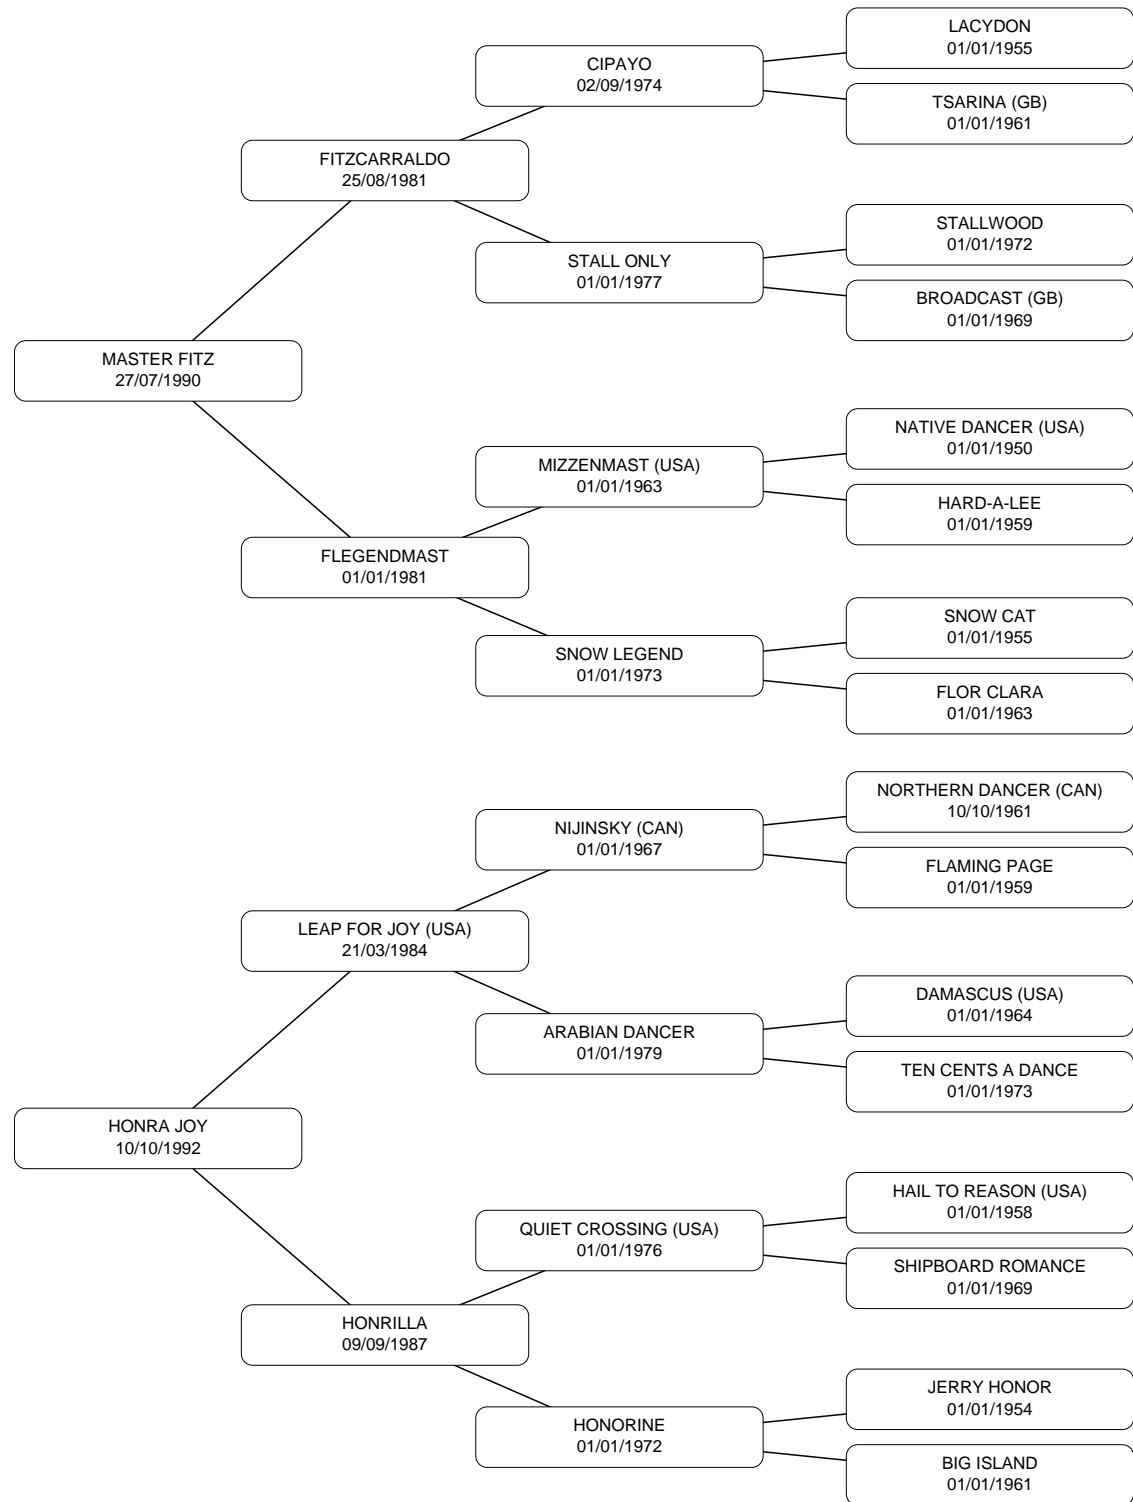 LACYDON
01/01/1955
CIPAYO
02/09/1974
TSARINA (GB)
01/01/1961
FITZCARRALDO
25/08/1981
STALLWOOD
01/01/1972
STALL ONLY
01/01/1977
BROADCAST (GB)
01/01/1969
MASTER FITZ
27/07/1990
NATIVE DANCER (USA)
01/01/1950
MIZZENMAST (USA)
01/01/1963
HARD-A-LEE
01/01/1959
FLEGENDMAST
01/01/1981
SNOW CAT
01/01/1955
SNOW LEGEND
01/01/1973
FLOR CLARA
01/01/1963
NORTHERN DANCER (CAN)
10/10/1961
NIJINSKY (CAN)
01/01/1967
FLAMING PAGE
01/01/1959
LEAP FOR JOY (USA)
21/03/1984
DAMASCUS (USA)
01/01/1964
ARABIAN DANCER
01/01/1979
TEN CENTS A DANCE
01/01/1973
HONRA JOY
10/10/1992
HAIL TO REASON (USA)
01/01/1958
QUIET CROSSING (USA)
01/01/1976
SHIPBOARD ROMANCE
01/01/1969
HONRILLA
09/09/1987
JERRY HONOR
01/01/1954
HONORINE
01/01/1972
BIG ISLAND
01/01/1961